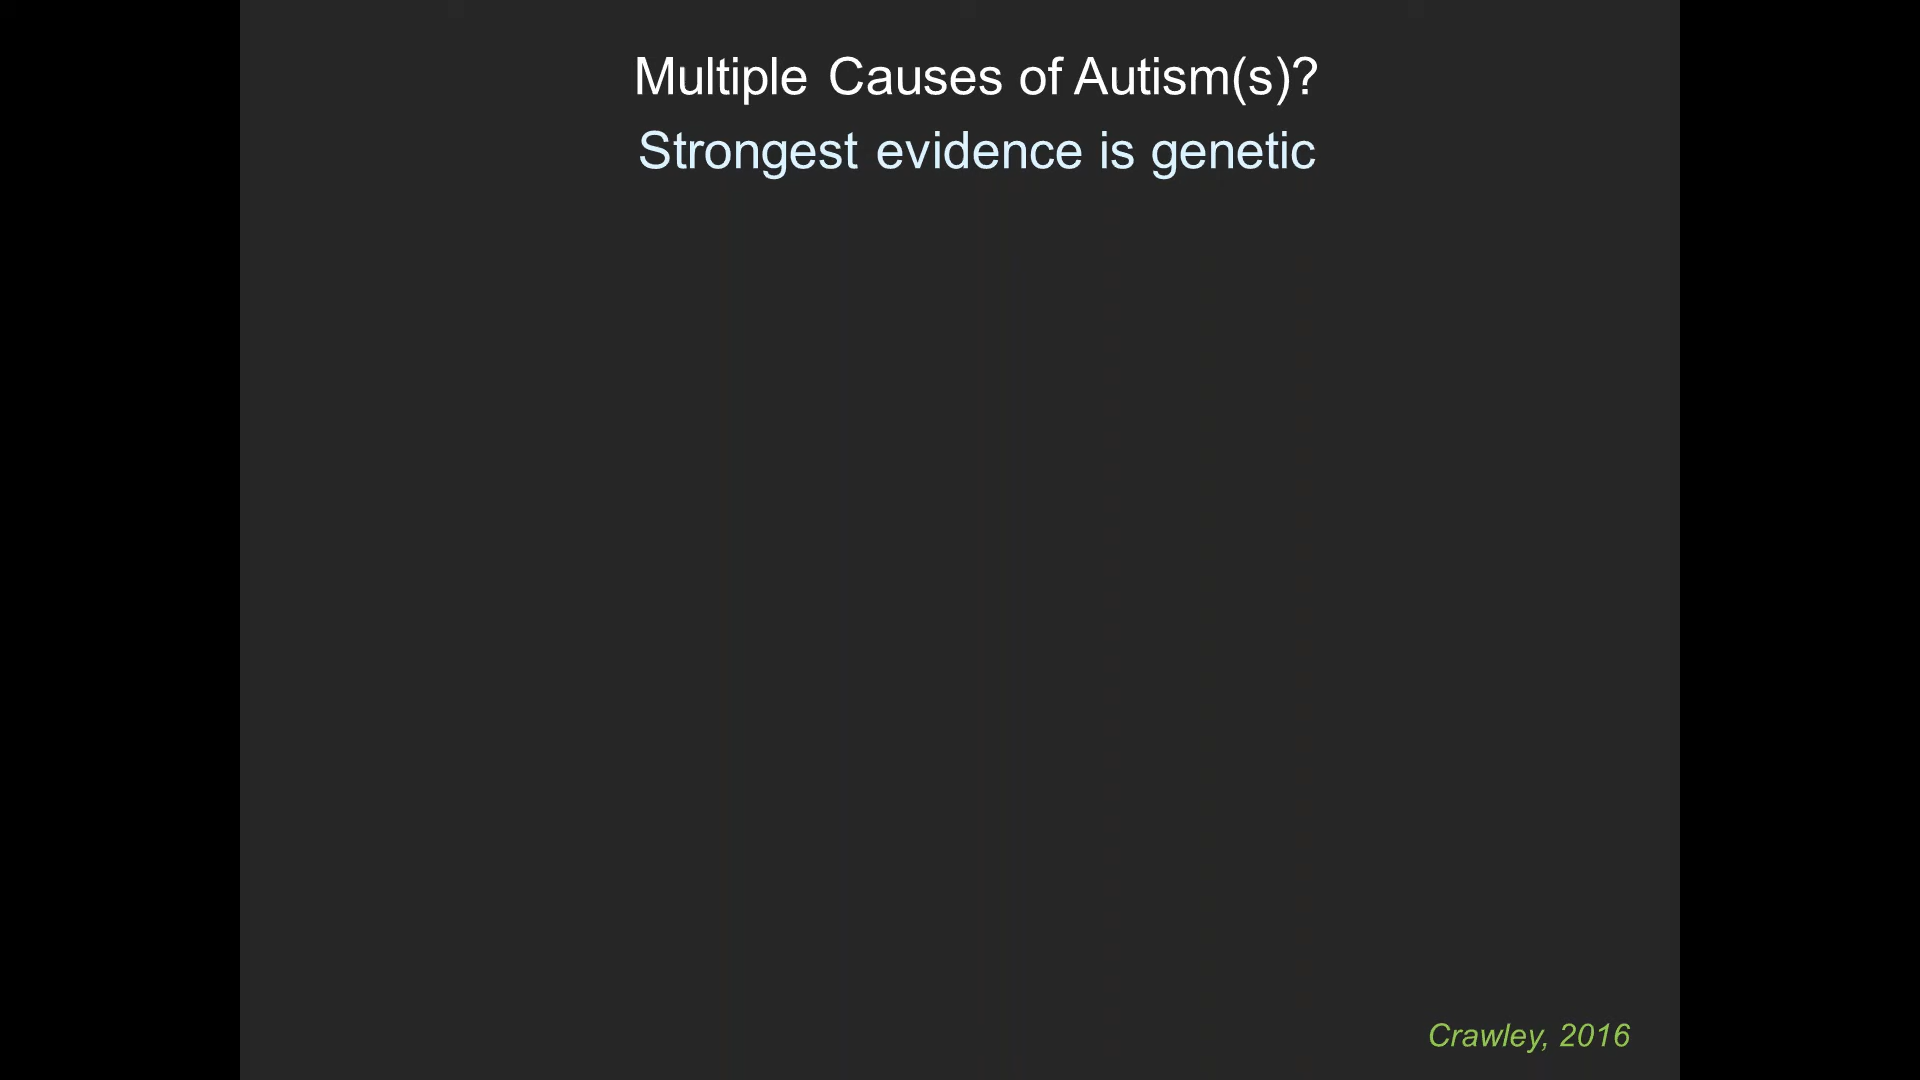 Multiple Causes of Autism(s)?
Strongest evidence is genetic
Crawley, 2016